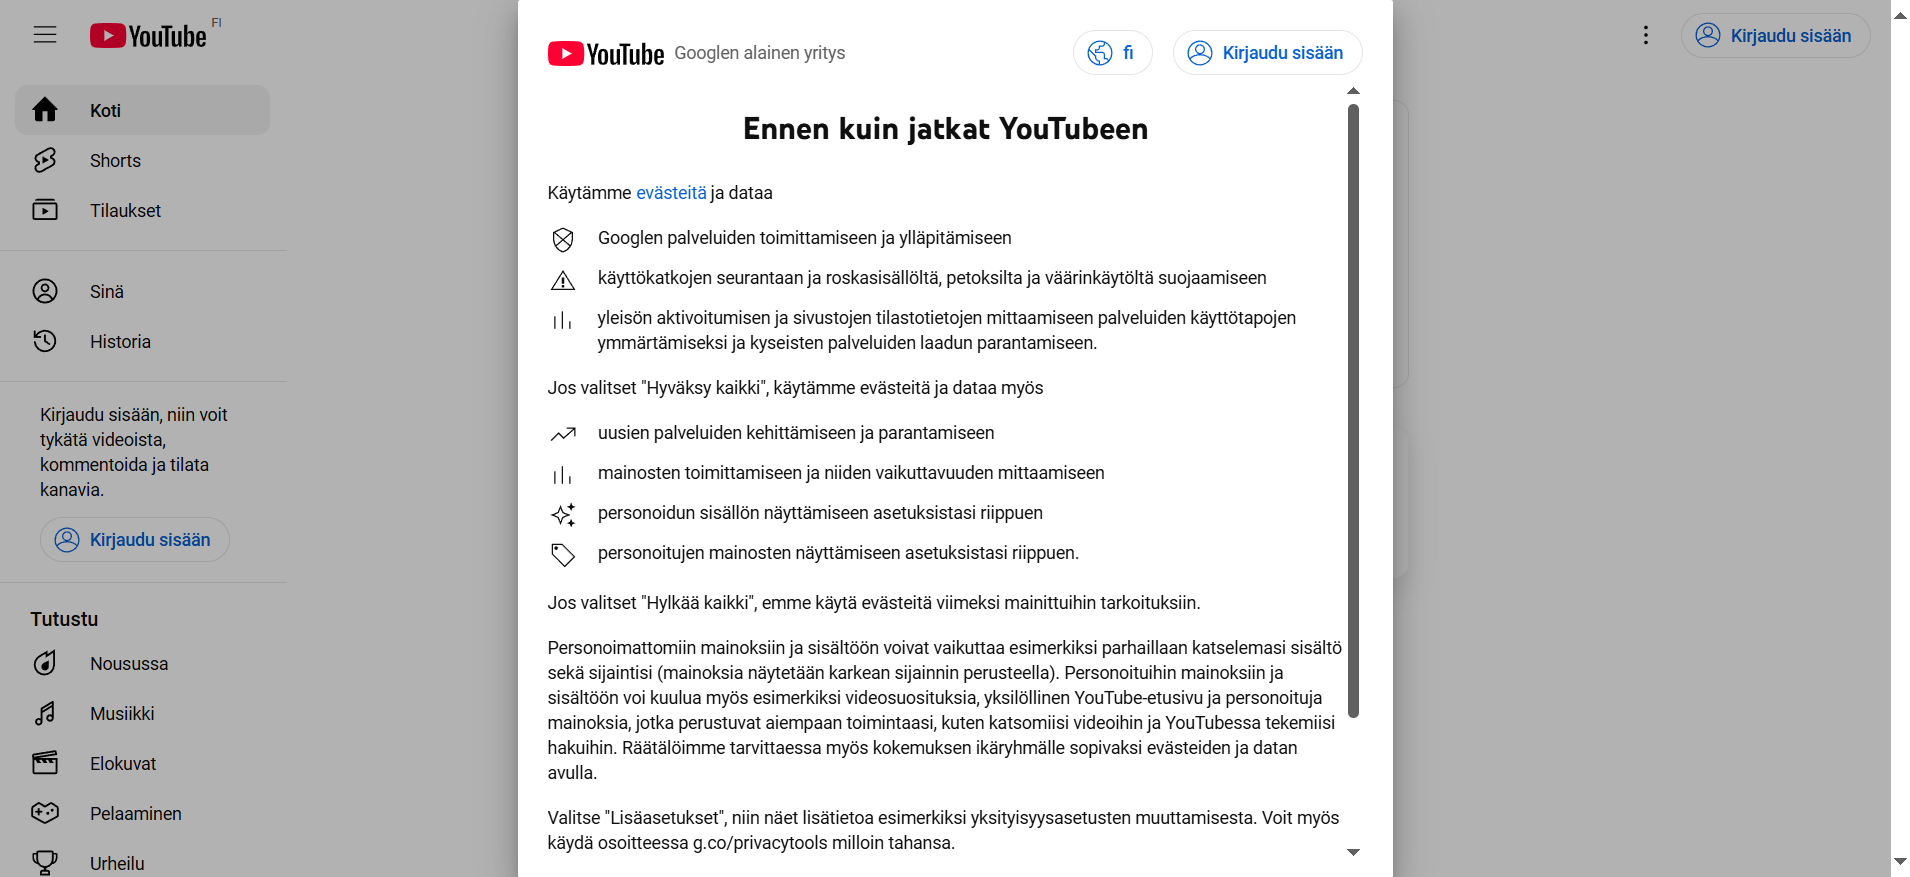 YouTube FI
Koti
Shorts
Tilaukset
Sinä
Historia
Kirjaudu sisään, niin voit
tykätä videoista,
kommentoida ja tilata
kanavia.
Kirjaudu sisään
Tutustu
Nousussa
Musiikki
Elokuvat
Pelaaminen
Urheilu
YouTube Googlen alainen yritys
fi
Kirjaudu sisään
Ennen kuin jatkat YouTubeen
Käytämme evästeitä ja dataa
Googlen palveluiden toimittamiseen ja ylläpitämiseen
käyttökatkojen seurantaan ja roskasisällöltä, petoksilta ja väärinkäytöltä suojaamiseen
yleisön aktivoitumisen ja sivustojen tilastotietojen mittaamiseen palveluiden käyttötapojen
ymmärtämiseksi ja kyseisten palveluiden laadun parantamiseen.
Jos valitset "Hyväksy kaikki", käytämme evästeitä ja dataa myös
uusien palveluiden kehittämiseen ja parantamiseen
mainosten toimittamiseen ja niiden vaikuttavuuden mittaamiseen
personoidun sisällön näyttämiseen asetuksistasi riippuen
personoitujen mainosten näyttämiseen asetuksistasi riippuen.
Jos valitset "Hylkää kaikki", emme käytä evästeitä viimeksi mainittuihin tarkoituksiin.
Personoimattomiin mainoksiin ja sisältöön voivat vaikuttaa esimerkiksi parhaillaan katselemasi sisältö
sekä sijaintisi (mainoksia näytetään karkean sijainnin perusteella). Personoituihin mainoksiin ja
sisältöön voi kuulua myös esimerkiksi videosuosituksia, yksilöllinen YouTube-etusivu ja personoituja
mainoksia, jotka perustuvat aiempaan toimintaasi, kuten katsomiisi videoihin ja YouTubessa tekemiisi
hakuihin. Räätälöimme tarvittaessa myös kokemuksen ikäryhmälle sopivaksi evästeiden ja datan
avulla.
Valitse "Lisäasetukset", niin näet lisätietoa esimerkiksi yksityisyysasetusten muuttamisesta. Voit myös
käydä osoitteessa g.co/privacytools milloin tahansa.
Kirjaudu sisään